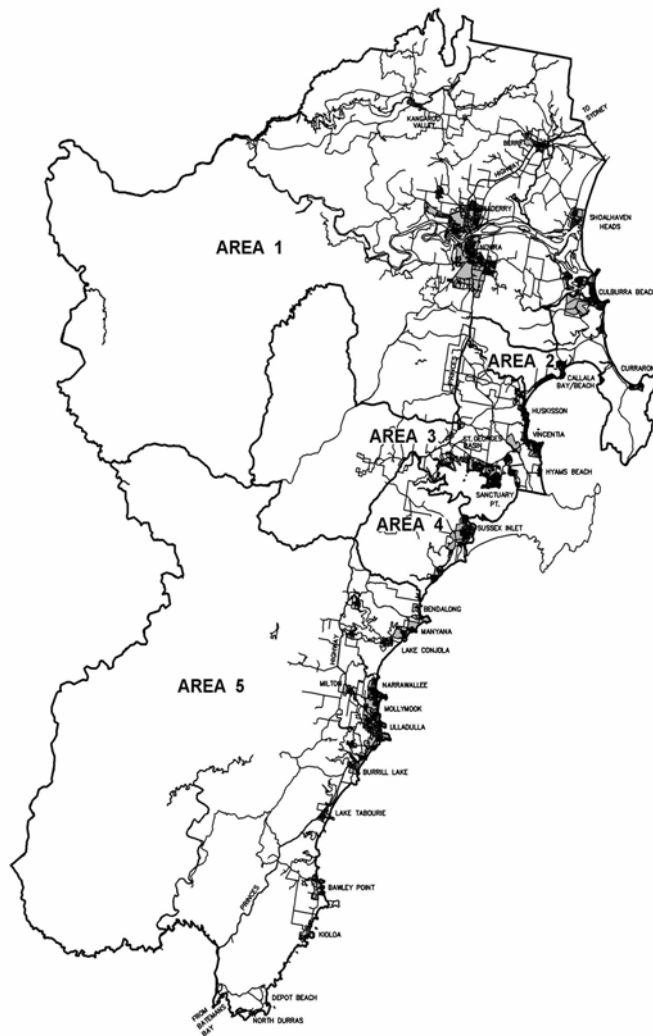 TO
SYDNEY
KANGAROO
VALLEY
BERRY
HIGHWAY
SHOALHAVEN
HEADS
NOWRA
AREA 1
CULBURRA BEACH
AREA 2
PRINCES
CALLALA
BAY/BEACH
CURRARONG
HUSKISSON
AREA 3
ST.GEORGES
BASIN
VINCENTIA
HYAMS BEACH
SANCTUARY
PT.
AREA 4
SUSSEX INLET
BENDALONG
MANYANA
HIGHWAY
LAKE CONJOLA
AREA 5
MILTON
NARRAWALLEE
MOLLYMOOK
ULLADULLA
BURRILL LAKE
LAKE TABOURIE
PRINCES
BAWLEY POINT
KIOLOA
DEPOT BEACH
NORTH DURRAS
FROM
BATEMANS
BAY